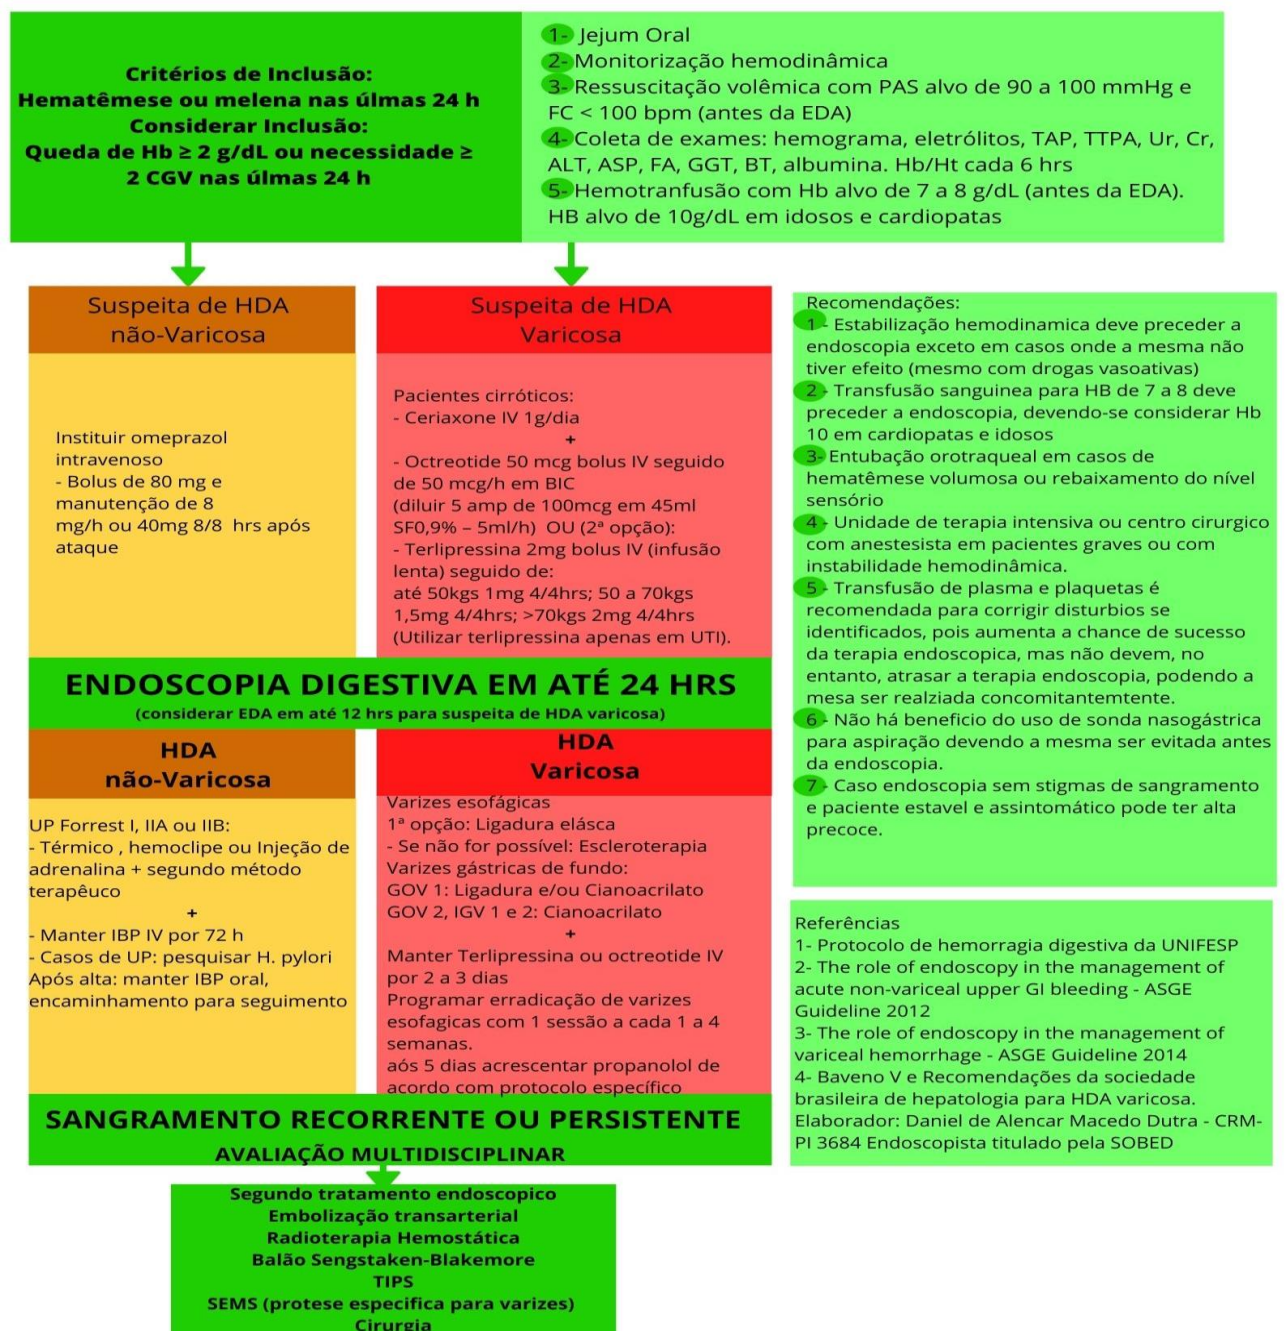 Critérios de Inclusão:
Hematêmese ou melena nas úlmas 24 h
Considerar Inclusão:
Queda de Hb ≥ 2 g/dL ou necessidade ≥
2 CGV nas úlmas 24 h
1- Jejum Oral
2- Monitorização hemodinâmica
3- Ressuscitação volêmica com PAS alvo de 90 a 100 mmHg e
FC < 100 bpm (antes da EDA)
4- Coleta de exames: hemograma, eletrólitos, TAP, TTPA, Ur, Cr,
ALT, ASP, FA, GGT, BT, albumina. Hb/Ht cada 6 hrs
5- Hemotranfusão com Hb alvo de 7 a 8 g/dL (antes da EDA).
HB alvo de 10g/dL em idosos e cardiopatas
Suspeita de HDA
não-Varicosa
Instituir omeprazol
intravenoso
- Bolus de 80 mg e
manutenção de 8
mg/h ou 40mg 8/8 hrs após
ataque
Suspeita de HDA
Varicosa
Pacientes cirróticos:
- Ceriaxone IV 1g/dia
+
- Octreotide 50 mcg bolus IV seguido
de 50 mcg/h em BIC
(diluir 5 amp de 100mcg em 45ml
SF0,9% – 5ml/h) OU (2ª opção):
- Terlipressina 2mg bolus IV (infusão
lenta) seguido de:
até 50kgs 1mg 4/4hrs; 50 a 70kgs
1,5mg 4/4hrs; >70kgs 2mg 4/4hrs
(Utilizar terlipressina apenas em UTI).
ENDOSCOPIA DIGESTIVA EM ATÉ 24 HRS
(considerar EDA em até 12 hrs para suspeita de HDA varicosa)
HDA
não-Varicosa
UP Forrest I, IIA ou IIB:
- Térmico , hemoclipe ou Injeção de
adrenalina + segundo método
terapêuco
+
- Manter IBP IV por 72 h
- Casos de UP: pesquisar H. pylori
Após alta: manter IBP oral,
encaminhamento para seguimento
HDA
Varicosa
Varizes esofágicas
1ª opção: Ligadura elásca
- Se não for possível: Escleroterapia
Varizes gástricas de fundo:
GOV 1: Ligadura e/ou Cianoacrilato
GOV 2, IGV 1 e 2: Cianoacrilato
+
Manter Terlipressina ou octreotide IV
por 2 a 3 dias
Programar erradicação de varizes
esofagicas com 1 sessão a cada 1 a 4
semanas.
aós 5 dias acrescentar propanolol de
acordo com protocolo específico
SANGRAMENTO RECORRENTE OU PERSISTENTE
AVALIAÇÃO MULTIDISCIPLINAR
Segundo tratamento endoscopico
Embolização transarterial
Radioterapia Hemostática
Balão Sengstaken-Blakemore
TIPS
SEMS (protese especifica para varizes)
Cirurgia
Recomendações:
1 - Estabilização hemodinamica deve preceder a
endoscopia exceto em casos onde a mesma não
tiver efeito (mesmo com drogas vasoativas)
2 - Transfusão sanguinea para HB de 7 a 8 deve
preceder a endoscopia, devendo-se considerar Hb
10 em cardiopatas e idosos
3- Entubação orotraqueal em casos de
hematêmese volumosa ou rebaixamento do nível
sensório
4 - Unidade de terapia intensiva ou centro cirurgico
com anestesista em pacientes graves ou com
instabilidade hemodinâmica.
5 - Transfusão de plasma e plaquetas é
recomendada para corrigir disturbios se
identificados, pois aumenta a chance de sucesso
da terapia endoscopica, mas não devem, no
entanto, atrasar a terapia endoscopia, podendo a
mesa ser realziada concomitantemtente.
6 - Não há beneficio do uso de sonda nasogástrica
para aspiração devendo a mesma ser evitada antes
da endoscopia.
7 - Caso endoscopia sem stigmas de sangramento
e paciente estavel e assintomático pode ter alta
precoce.
Referências
1- Protocolo de hemorragia digestiva da UNIFESP
2- The role of endoscopy in the management of
acute non-variceal upper GI bleeding - ASGE
Guideline 2012
3- The role of endoscopy in the management of
variceal hemorrhage - ASGE Guideline 2014
4- Baveno V e Recomendações da sociedade
brasileira de hepatologia para HDA varicosa.
Elaborador: Daniel de Alencar Macedo Dutra - CRM-
PI 3684 Endoscopista titulado pela SOBED